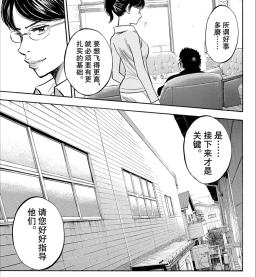 所谓好事
多磨……
要想飞得更高，
就必须要有更
扎实的基础。
是……
接下来才是
关键。
请您好好指导
他们。